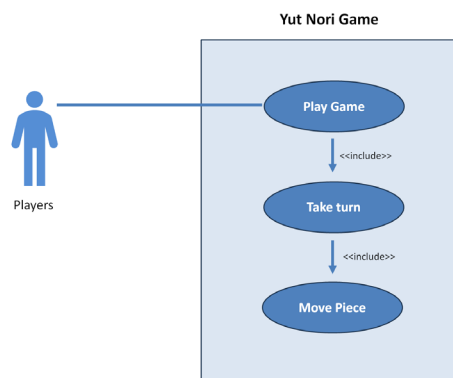 Yut Nori Game
Play Game
<<include>>
Players
Take turn
<<include>>
Move Piece